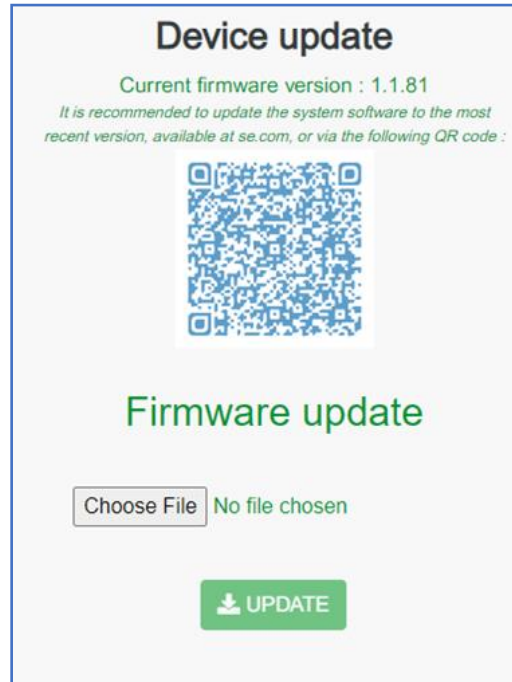 Device update
Current firmware version : 1.1.81
It is recommended to update the system software to the most
recent version, available at se.com, or via the following QR code :
Firmware update
Choose File No file chosen
UPDATE